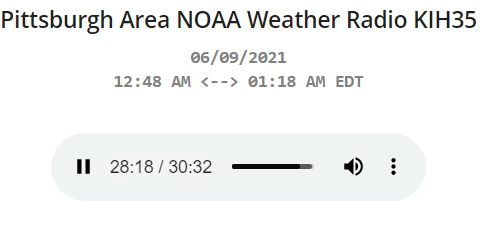 Pittsburgh Area NOAA Weather Radio KIH35
06/09/2021
12:48 AM <--> 01:18 AM EDT
28:18 / 30:32